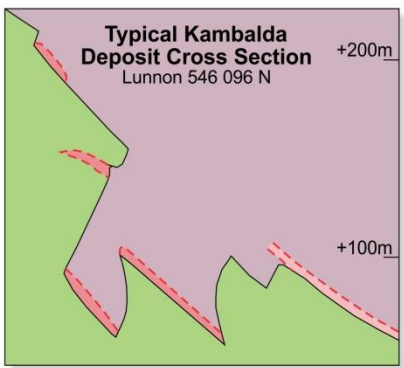 Typical Kambalda
Deposit Cross Section
Lunnon 546 096 N
+200m
+100m